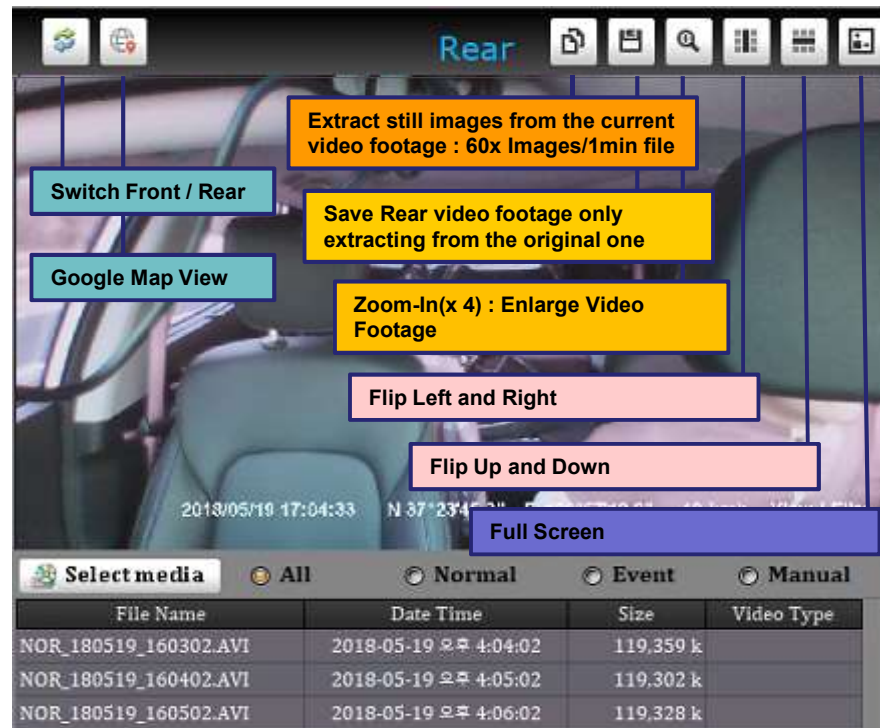 Rear
Extract still images from the current
video footage : 60x Images/1min file
Switch Front / Rear
Save Rear video footage only
extracting from the original one
Google Map View
Zoom-In(x 4) : Enlarge Video
Footage
Flip Left and Right
Flip Up and Down
2018/05/19 17:04:33 N 37°23'4
Full Screen
Select media All Normal Event Manual
File Name Date Time Size Video Type
NOR_180519_160302.AVI 2018-05-19 오후 4:04:02 119,359 k
NOR_180519_160402.AVI 2018-05-19 오후 4:05:02 119,302 k
NOR_180519_160502.AVI 2018-05-19 오후 4:06:02 119,328 k